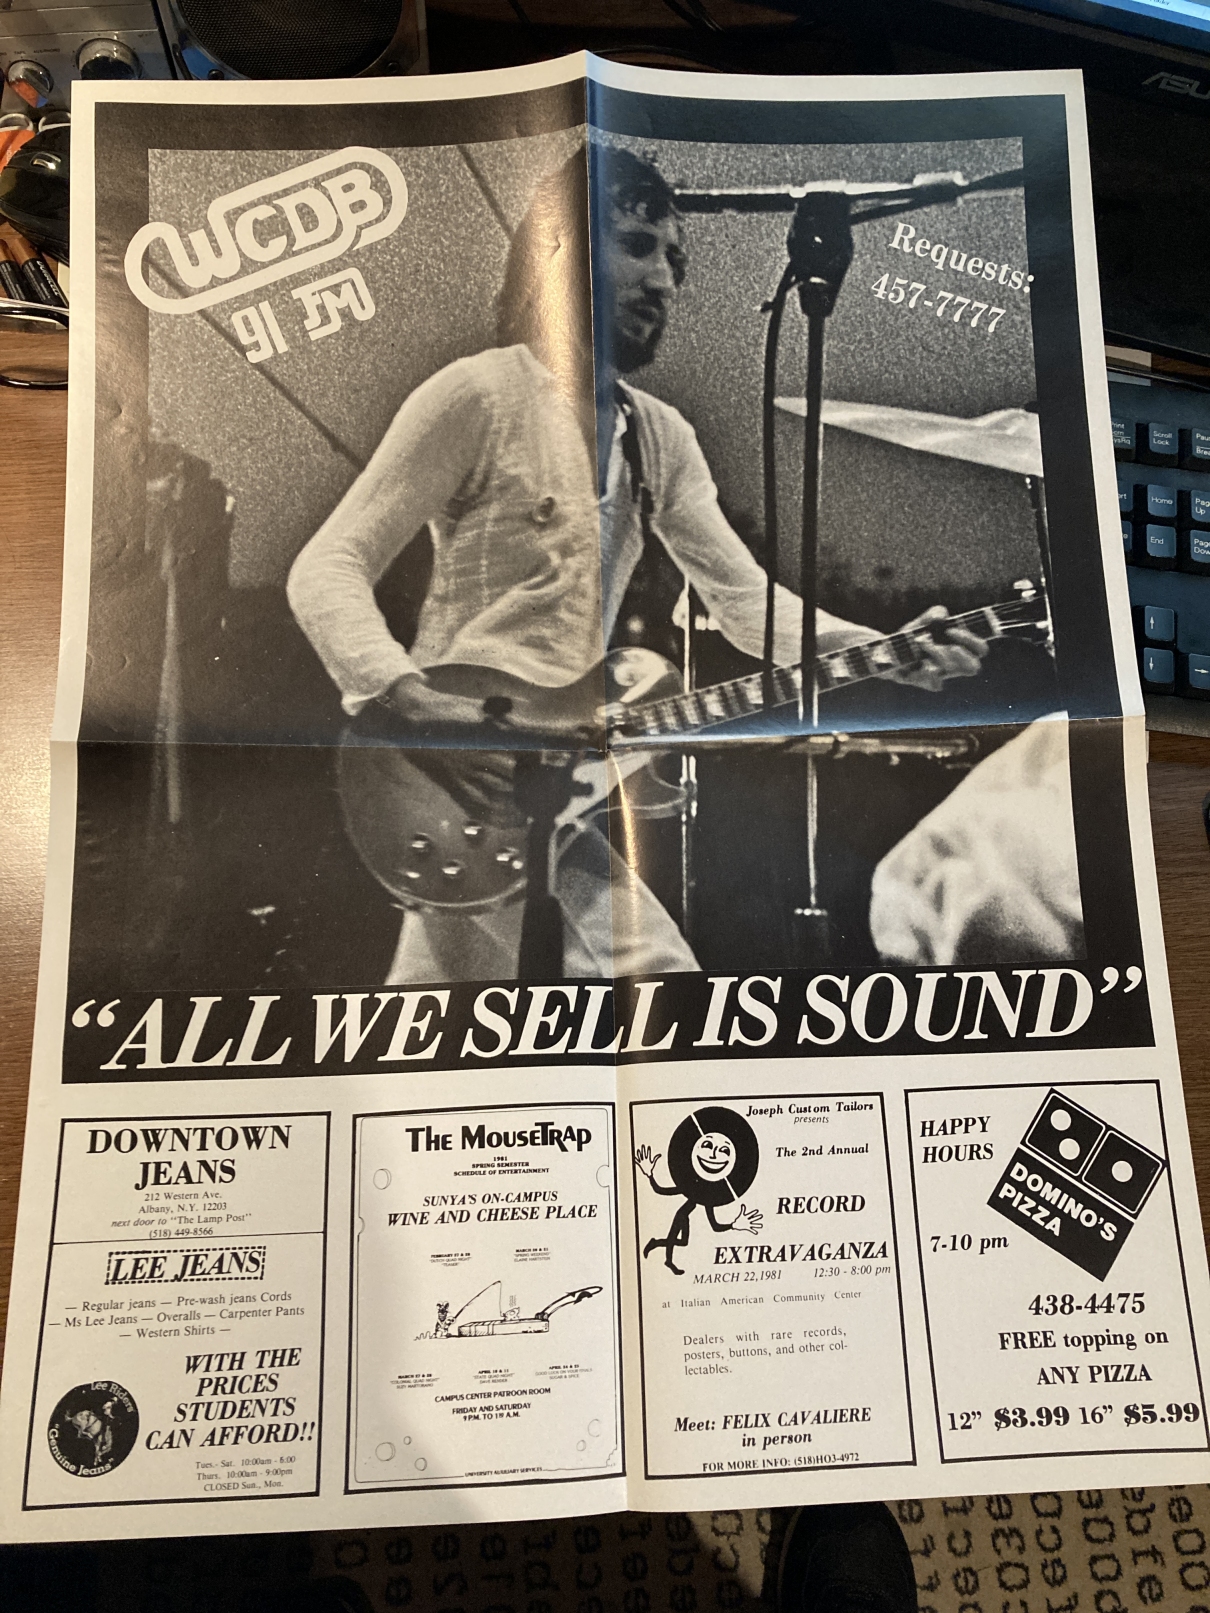 WCDB
91 FM
Requests:
457-7777
"ALL WE SELL IS SOUND"
DOWNTOWN
JEANS
212 Western Ave.
Albany, N.Y. 12203
next door to "The Lamp Post"
(518) 449-8566
LEE JEANS
— Regular jeans — Pre-wash jeans Cords
— Ms Lee Jeans — Overalls — Carpenter Pants
— Western Shirts —
WITH THE
PRICES
STUDENTS
CAN AFFORD!!
Lee Riders
Genuine Jeans
Tues.- Sat. 10:00am - 6:00
Thurs. 10:00am - 9:00pm
CLOSED Sun., Mon.
THE MOUSETRAP
1981
SPRING SEMESTER
SCHEDULE OF ENTERTAINMENT
SUNYA'S ON-CAMPUS
WINE AND CHEESE PLACE
CAMPUS CENTER PATROON ROOM
FRIDAY AND SATURDAY
UNIVERSITY AUXILIARY SERVICES
Joseph Custom Tailors
presents
The 2nd Annual
RECORD
EXTRAVAGANZA
MARCH 22,1981 12:30 - 8:00 pm
at Italian American Community Center
Dealers with rare records,
posters, buttons, and other col-
lectables.
Meet: FELIX CAVALIERE
in person
FOR MORE INFO: (518)HO3-4972
HAPPY
HOURS
DOMINO'S
PIZZA
7-10 pm
438-4475
FREE topping on
ANY PIZZA
12" $3.99 16" $5.99
ASUS
Scroll
Lock
Home
End